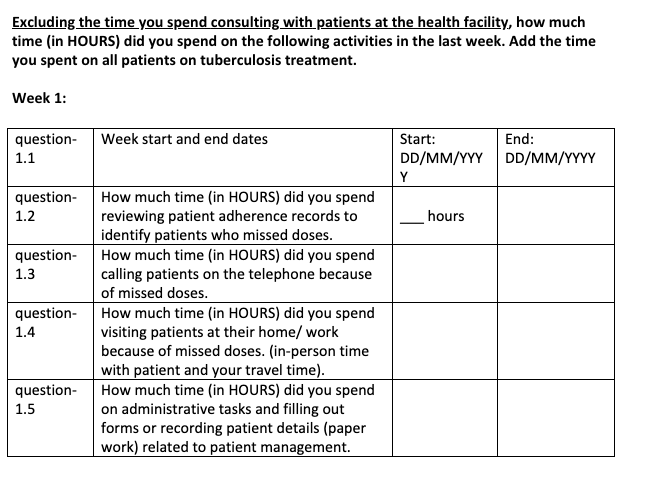 Excluding the time you spend consulting with patients at the health facility, how much
time (in HOURS) did you spend on the following activities in the last week. Add the time
you spent on all patients on tuberculosis treatment.
Week 1:
question-
1.1
Week start and end dates
Start:
DD/MM/YYY
Y
End:
DD/MM/YYYY
question-
1.2
How much time (in HOURS) did you spend
reviewing patient adherence records to
identify patients who missed doses.
___ hours
question-
1.3
How much time (in HOURS) did you spend
calling patients on the telephone because
of missed doses.
question-
1.4
How much time (in HOURS) did you spend
visiting patients at their home/ work
because of missed doses. (in-person time
with patient and your travel time).
question-
1.5
How much time (in HOURS) did you spend
on administrative tasks and filling out
forms or recording patient details (paper
work) related to patient management.